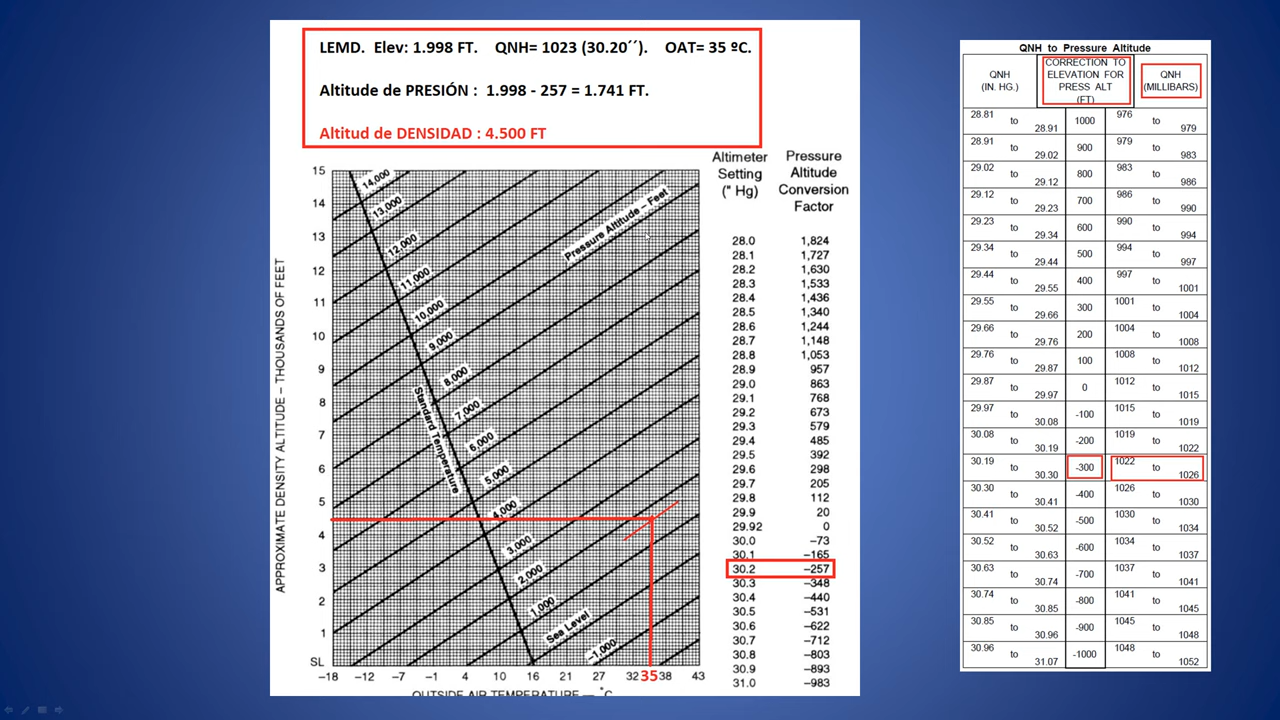 LEMD. Elev: 1.998 FT. QNH= 1023 (30.20´´). OAT= 35 ºC.
Altitude de PRESIÓN : 1.998 - 257 = 1.741 FT.
Altitud de DENSIDAD : 4.500 FT
APPROXIMATE DENSITY ALTITUDE – THOUSANDS OF FEET
15
14
13
12
11
10
9
8
7
6
5
4
3
2
1
SL
14,000
13,000
12,000
11,000
10,000
9,000
8,000
7,000
6,000
5,000
4,000
3,000
2,000
1,000
Sea Level
–1,000
Standard Temperature
Pressure Altitude – Feet
–18 –12 –7 –1 4 10 16 21 27 32 35 38 43
OUTSIDE AIR TEMPERATURE — °C
Altimeter Setting (" Hg)
Pressure Altitude Conversion Factor
28.0 1,824
28.1 1,727
28.2 1,630
28.3 1,533
28.4 1,436
28.5 1,340
28.6 1,244
28.7 1,148
28.8 1,053
28.9 957
29.0 863
29.1 768
29.2 673
29.3 579
29.4 485
29.5 392
29.6 298
29.7 205
29.8 112
29.9 20
29.92 0
30.0 –73
30.1 –165
30.2 –257
30.3 –348
30.4 –440
30.5 –531
30.6 –622
30.7 –712
30.8 –803
30.9 –893
31.0 –983
QNH to Pressure Altitude
QNH (IN. HG.)
CORRECTION TO ELEVATION FOR PRESS ALT (FT)
QNH (MILLIBARS)
28.81 to 28.91 1000 976 to 979
28.91 to 29.02 900 979 to 983
29.02 to 29.12 800 983 to 986
29.12 to 29.23 700 986 to 990
29.23 to 29.34 600 990 to 994
29.34 to 29.44 500 994 to 997
29.44 to 29.55 400 997 to 1001
29.55 to 29.66 300 1001 to 1004
29.66 to 29.76 200 1004 to 1008
29.76 to 29.87 100 1008 to 1012
29.87 to 29.97 0 1012 to 1015
29.97 to 30.08 -100 1015 to 1019
30.08 to 30.19 -200 1019 to 1022
30.19 to 30.30 -300 1022 to 1026
30.30 to 30.41 -400 1026 to 1030
30.41 to 30.52 -500 1030 to 1034
30.52 to 30.63 -600 1034 to 1037
30.63 to 30.74 -700 1037 to 1041
30.74 to 30.85 -800 1041 to 1045
30.85 to 30.96 -900 1045 to 1048
30.96 to 31.07 -1000 1048 to 1052